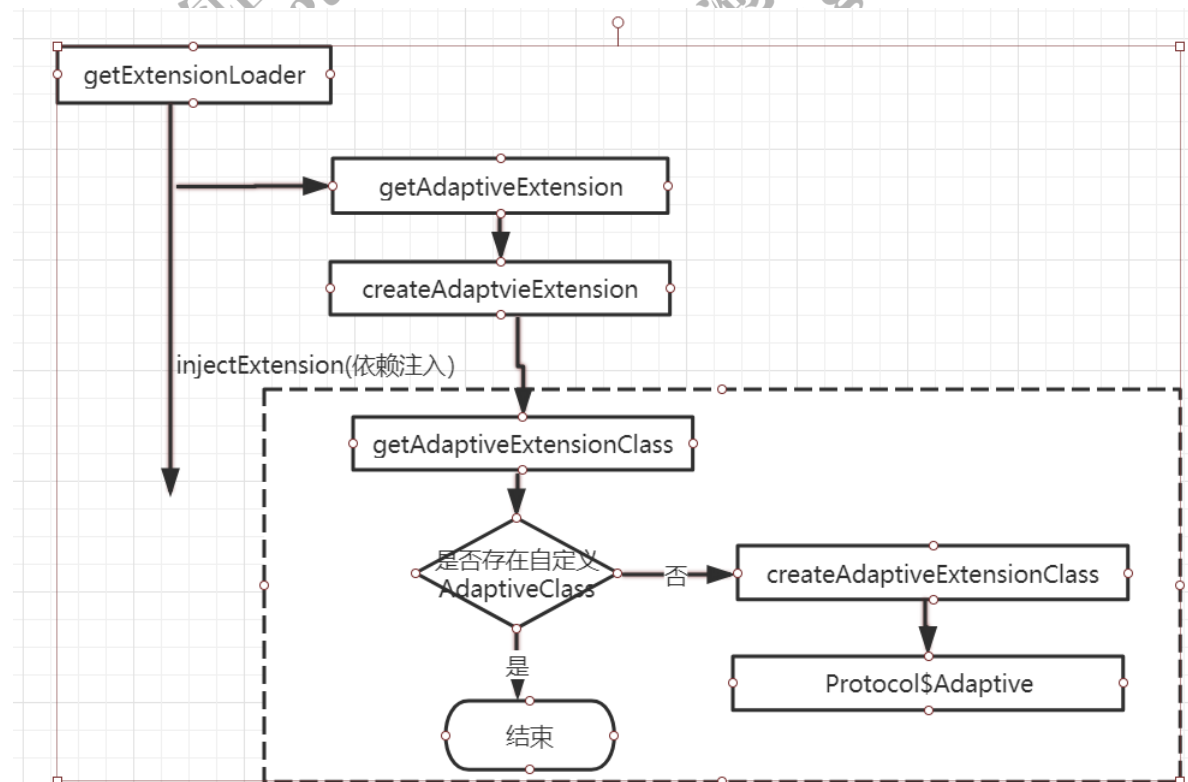 getExtensionLoader
getAdaptiveExtension
createAdaptvieExtension
injectExtension(依赖注入)
getAdaptiveExtensionClass
是否存在自定义
AdaptiveClass
否
createAdaptiveExtensionClass
Protocol$Adaptive
是
结束